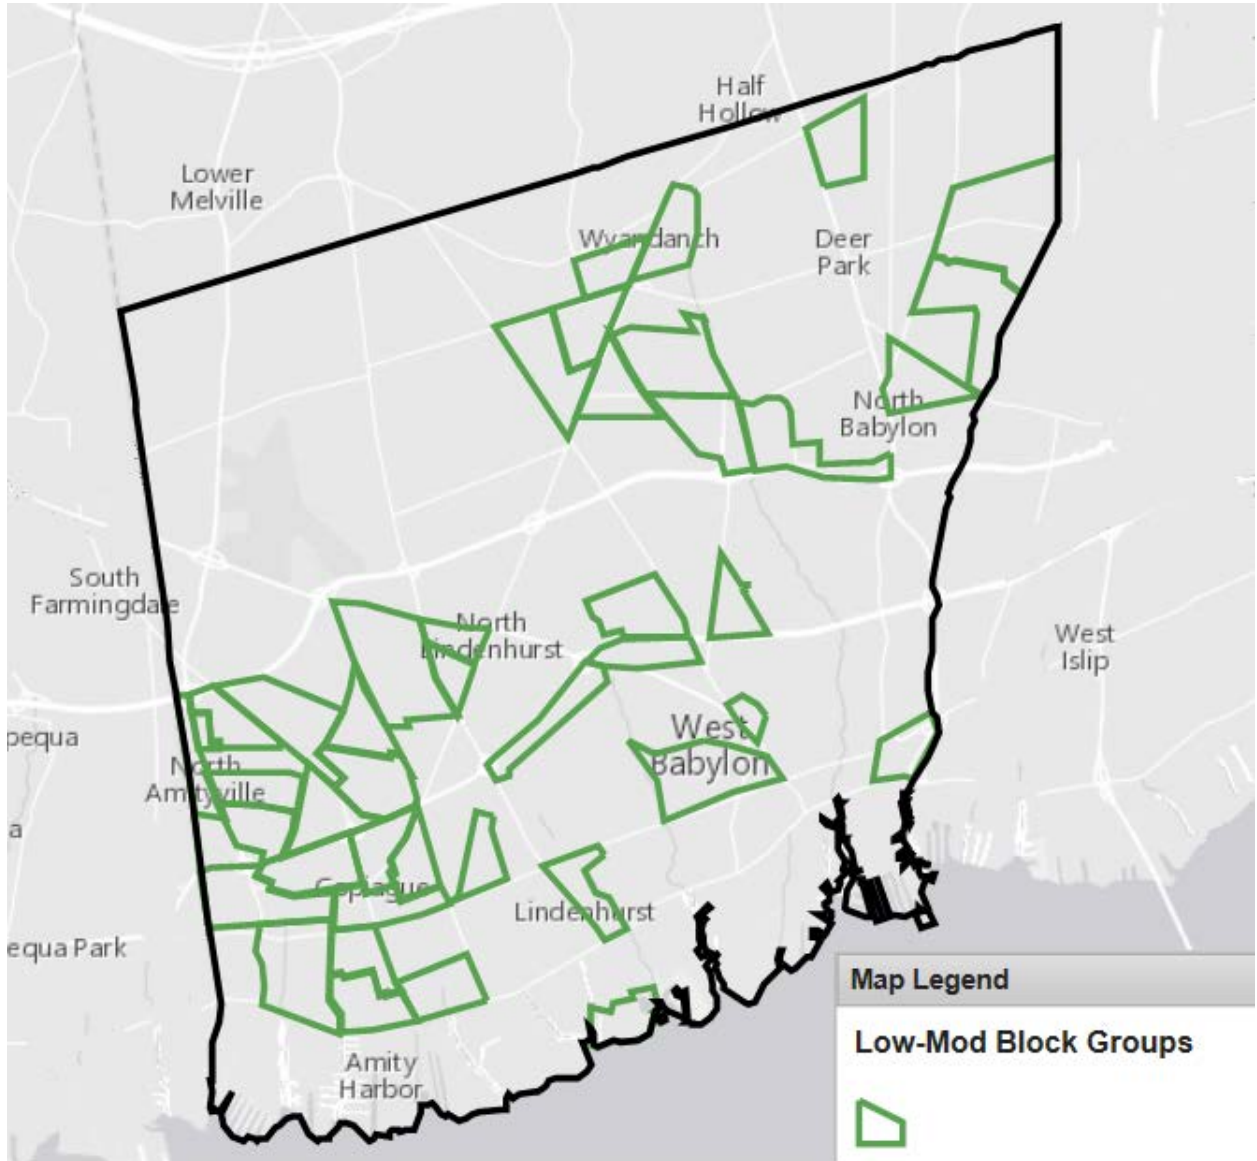 Half
Hollow
Lower
Melville
Wyandanch
Deer
Park
North
Babylon
South
Farmingdale
North
Lindenhurst
West
Islip
pequa
West
Babylon
North
Amityville
a
Copiague
Lindenhurst
equa Park
Amity
Harbor
Map Legend
Low-Mod Block Groups